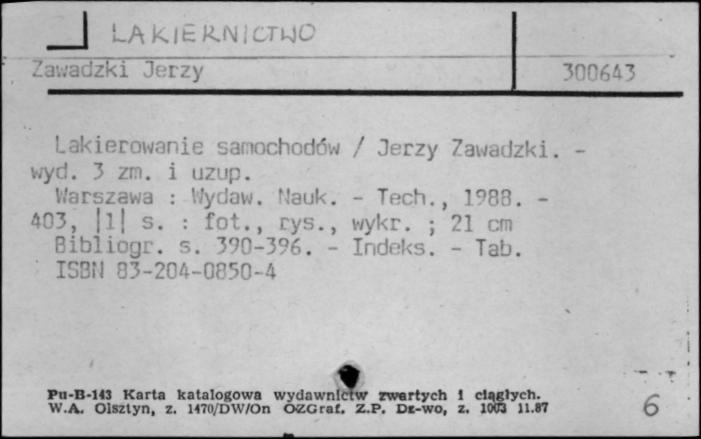 LAKIERNICTWO
Zawadzki Jerzy 300643
Lakierowanie samochodów / Jerzy Zawadzki. -
wyd. 3 zm. i uzup.
Warszawa : Wydaw. Nauk. - Tech., 1988. -
403, |1| s. : fot., rys., wykr. ; 21 cm
Bibliogr. s. 390-396. - Indeks. - Tab.
ISBN 83-204-0850-4
Pu-B-143 Karta katalogowa wydawnictw zwartych i ciągłych.
W.A. Olsztyn, z. 1470/DW/On OZGraf. Z.P. Dz-wo, z. 1003 11.87
6